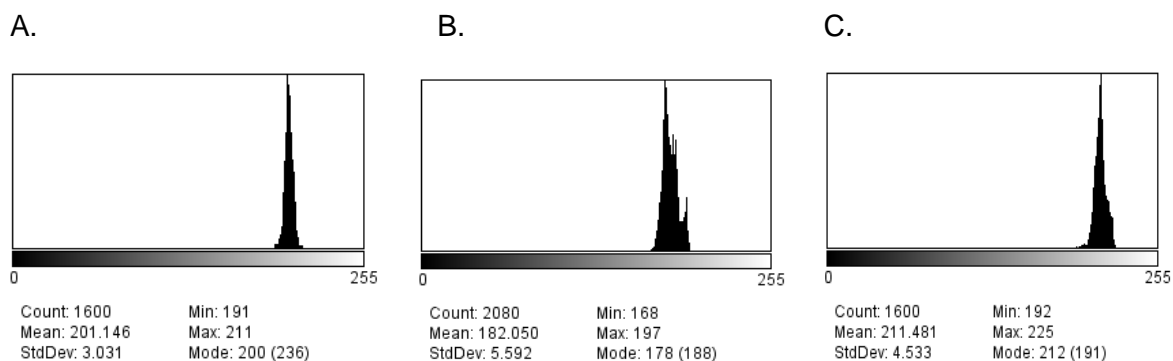 A.
B.
C.
0 255
0 255
0 255
Count: 1600 Min: 191
Mean: 201.146 Max: 211
StdDev: 3.031 Mode: 200 (236)
Count: 2080 Min: 168
Mean: 182.050 Max: 197
StdDev: 5.592 Mode: 178 (188)
Count: 1600 Min: 192
Mean: 211.481 Max: 225
StdDev: 4.533 Mode: 212 (191)